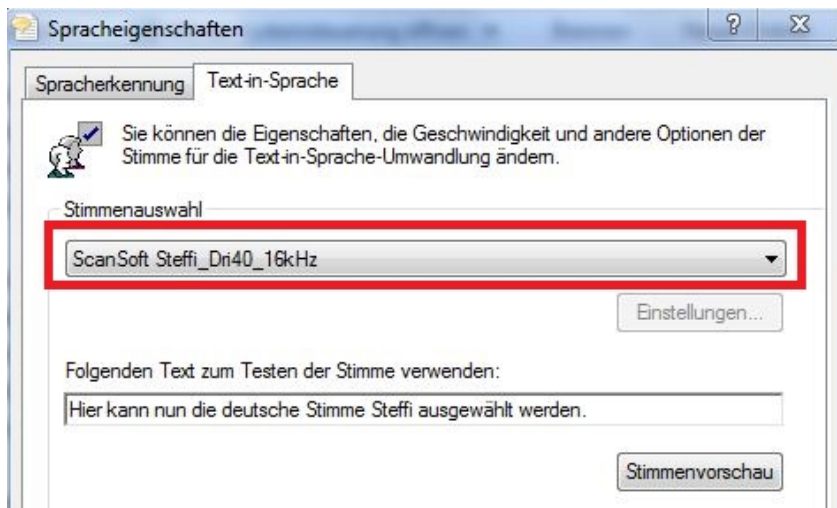 Spracheigenschaften
Spracherkennung
Text-in-Sprache
Sie können die Eigenschaften, die Geschwindigkeit und andere Optionen der
Stimme für die Text-in-Sprache-Umwandlung ändern.
Stimmenauswahl
ScanSoft Steffi_Dri40_16kHz
Einstellungen...
Folgenden Text zum Testen der Stimme verwenden:
Hier kann nun die deutsche Stimme Steffi ausgewählt werden.
Stimmenvorschau